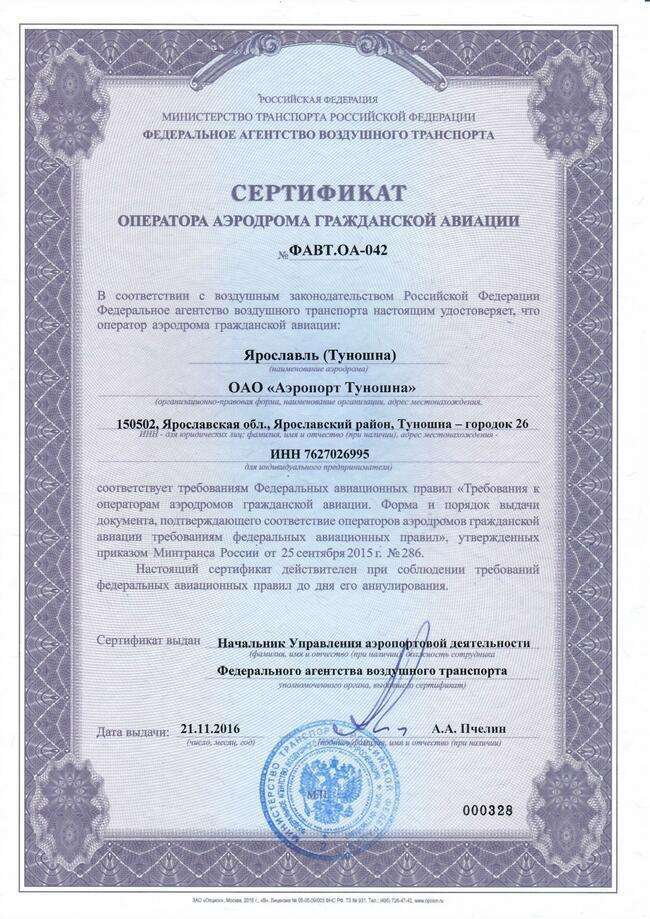 РОССИЙСКАЯ ФЕДЕРАЦИЯ
МИНИСТЕРСТВО ТРАНСПОРТА РОССИЙСКОЙ ФЕДЕРАЦИИ
ФЕДЕРАЛЬНОЕ АГЕНТСТВО ВОЗДУШНОГО ТРАНСПОРТА
СЕРТИФИКАТ
ОПЕРАТОРА АЭРОДРОМА ГРАЖДАНСКОЙ АВИАЦИИ
№ ФАВТ.ОА-042
В соответствии с воздушным законодательством Российской Федерации
Федеральное агентство воздушного транспорта настоящим удостоверяет, что
оператор аэродрома гражданской авиации:
Ярославль (Туношна)
(наименование аэродрома)
ОАО «Аэропорт Туношна»
(организационно-правовая форма, наименование организации, адрес местонахождения,
150502, Ярославская обл., Ярославский район, Туношна – городок 26
ИНН - для юридических лиц; фамилия, имя и отчество (при наличии), адрес местонахождения -
ИНН 7627026995
для индивидуального предпринимателя)
соответствует требованиям Федеральных авиационных правил «Требования к
операторам аэродромов гражданской авиации. Форма и порядок выдачи
документа, подтверждающего соответствие операторов аэродромов гражданской
авиации требованиям федеральных авиационных правил», утвержденных
приказом Минтранса России от 25 сентября 2015 г. № 286.
Настоящий сертификат действителен при соблюдении требований
федеральных авиационных правил до дня его аннулирования.
Сертификат выдан Начальник Управления аэропортовой деятельности
(фамилия, имя и отчество (при наличии), должность сотрудника
Федерального агентства воздушного транспорта
уполномоченного органа, выдавшего сертификат)
Дата выдачи: 21.11.2016 А.А. Пчелин
(число, месяц, год) (подпись, фамилия, имя и отчество (при наличии)
М.П.
000328